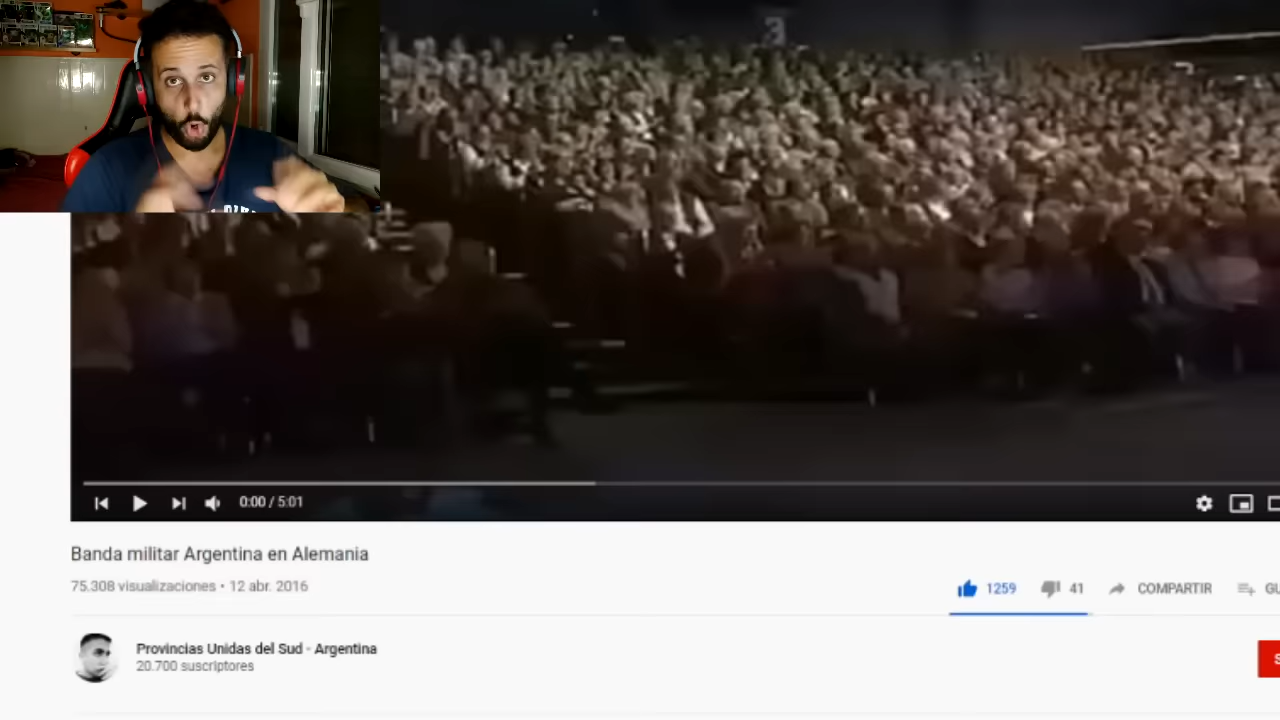 3
0:00 / 5:01
Banda militar Argentina en Alemania
75.308 visualizaciones • 12 abr. 2016
1259
41
COMPARTIR
Provincias Unidas del Sud - Argentina
20.700 suscriptores